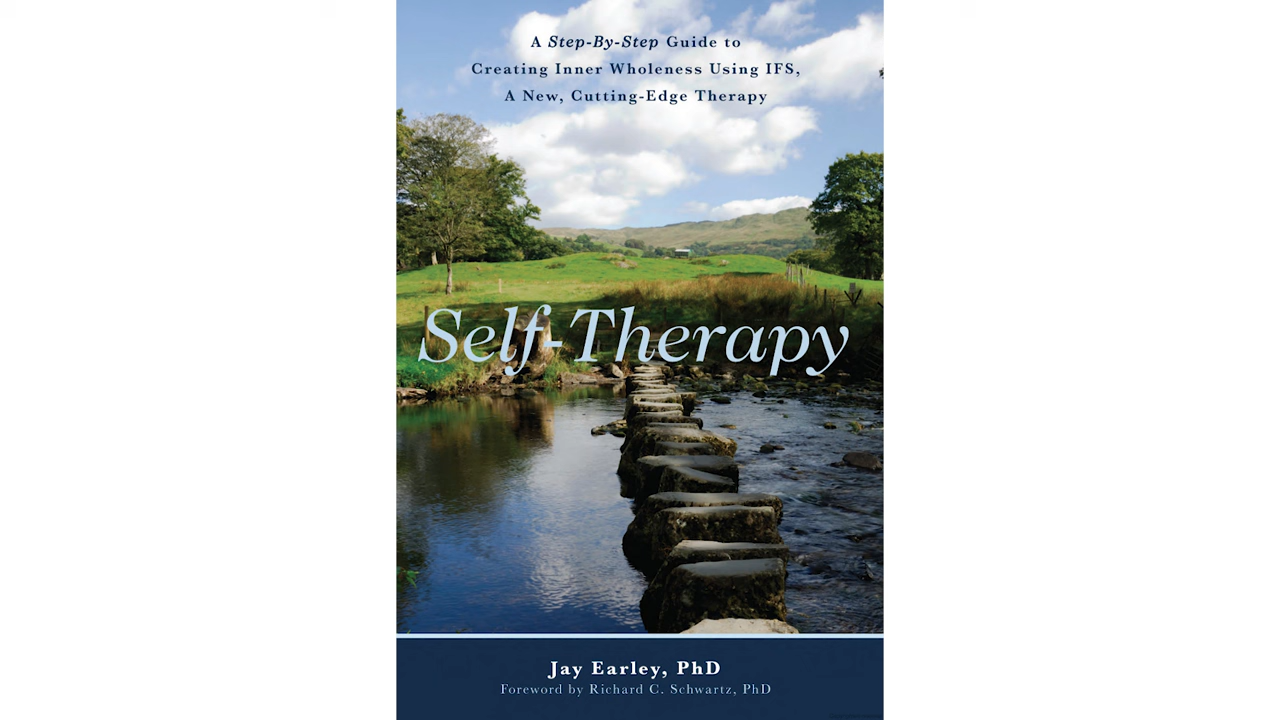 A Step-By-Step Guide to
Creating Inner Wholeness Using IFS,
A New, Cutting-Edge Therapy
Self-Therapy
Jay Earley, PhD
Foreword by Richard C. Schwartz, PhD